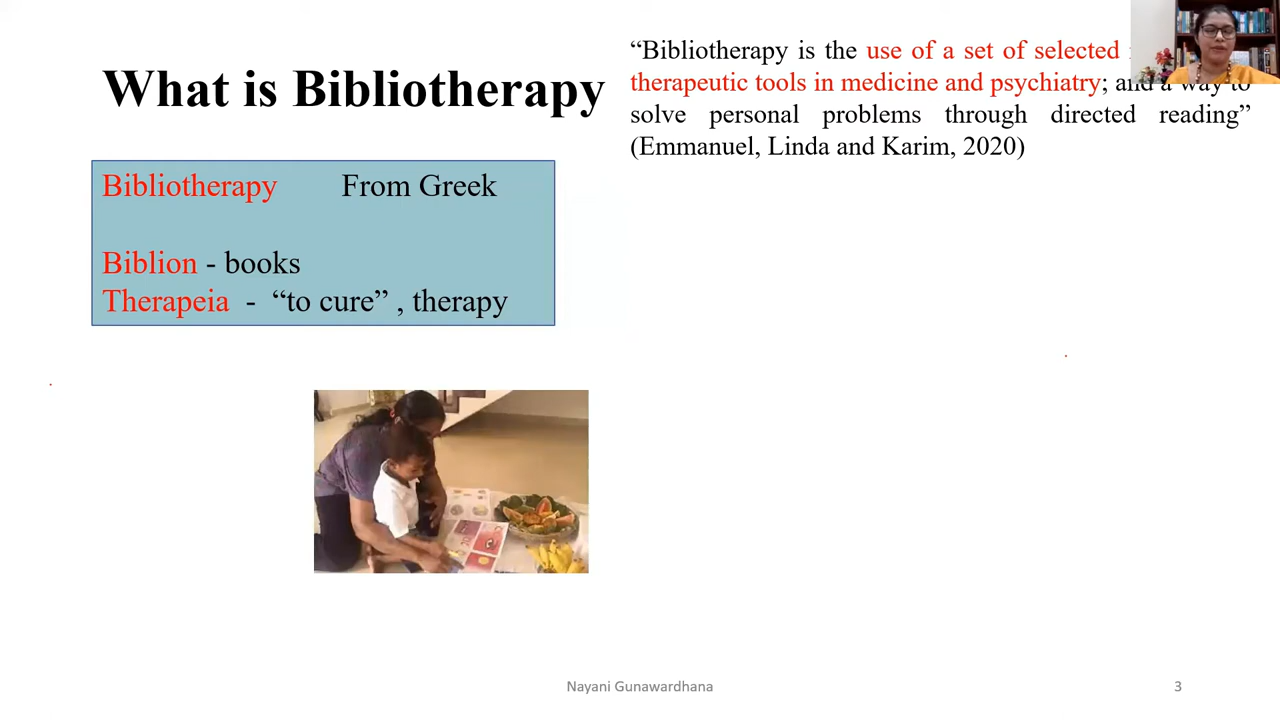 What is Bibliotherapy
Bibliotherapy From Greek
Biblion - books
Therapeia - “to cure” , therapy
“Bibliotherapy is the use of a set of selected
therapeutic tools in medicine and psychiatry; and a way to
solve personal problems through directed reading”
(Emmanuel, Linda and Karim, 2020)
Nayani Gunawardhana
3